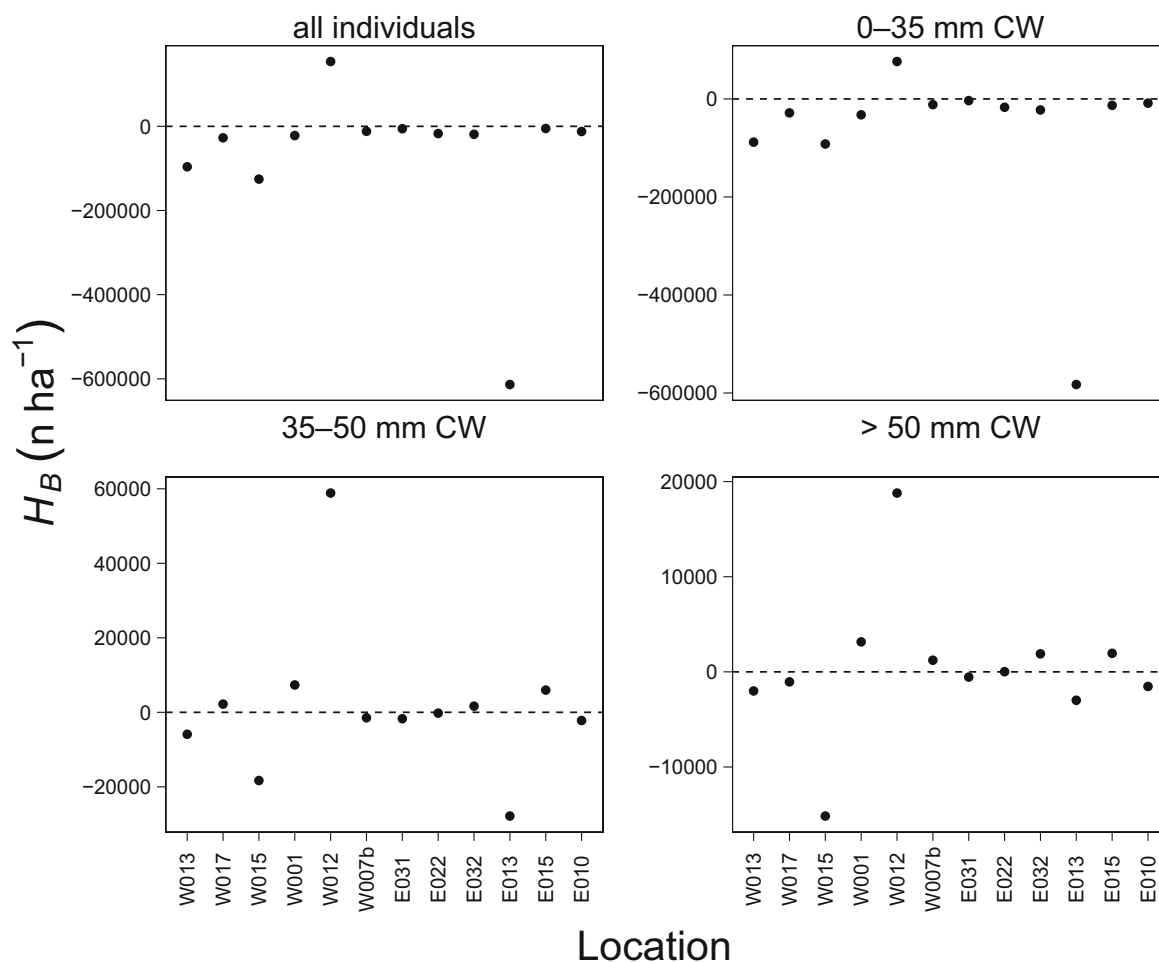 all individuals
0
−200000
−400000
−600000
0–35 mm CW
0
−200000
−400000
−600000
H_B (n ha⁻¹)
35–50 mm CW
60000
40000
20000
0
−20000
W013
W017
W015
W001
W012
W007b
E031
E022
E032
E013
E015
E010
> 50 mm CW
20000
10000
0
−10000
W013
W017
W015
W001
W012
W007b
E031
E022
E032
E013
E015
E010
Location